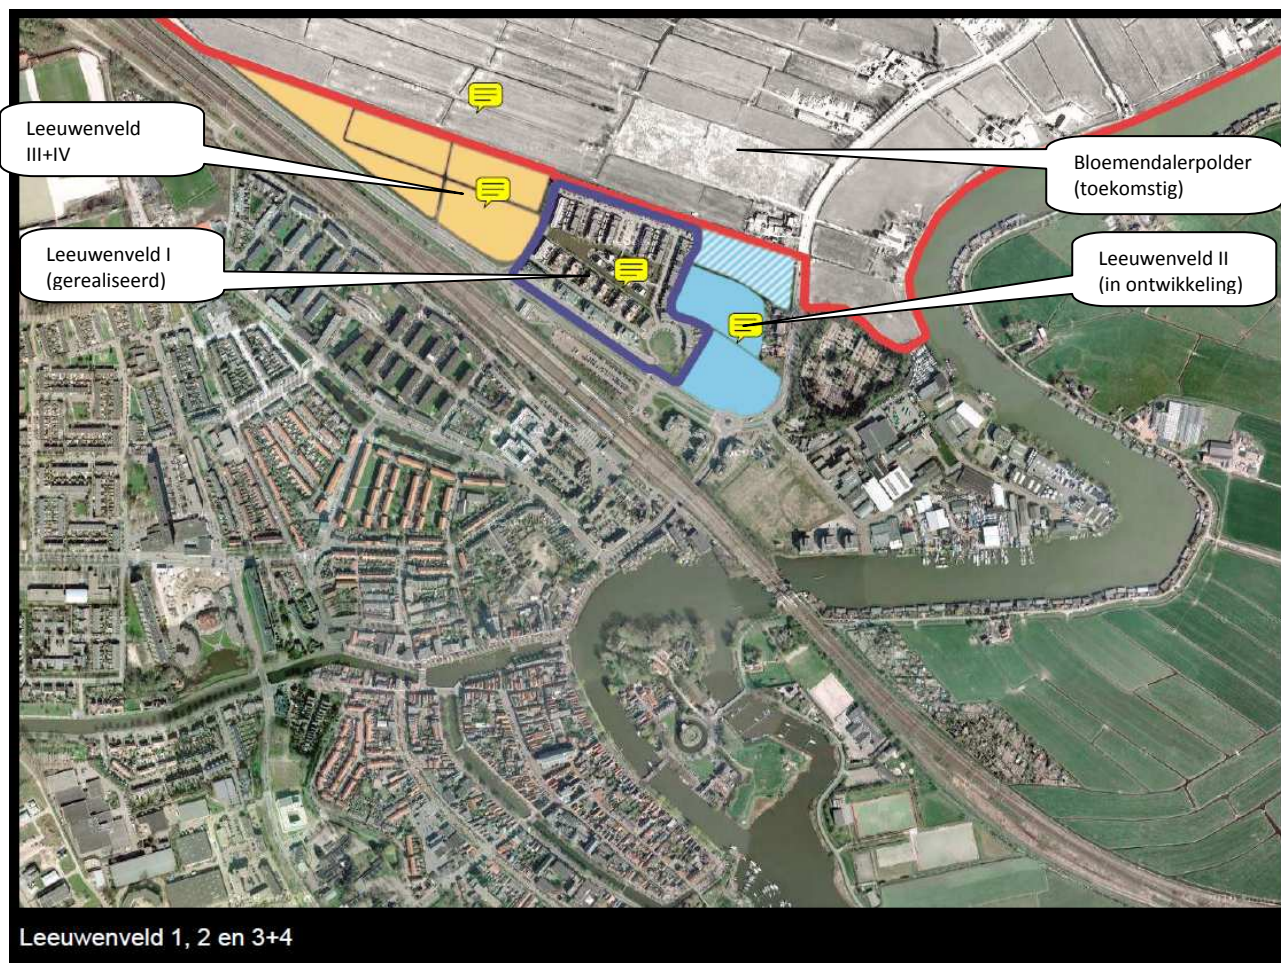 Leeuwenveld
III+IV
Bloemendalerpolder
(toekomstig)
Leeuwenveld I
(gerealiseerd)
Leeuwenveld II
(in ontwikkeling)
Leeuwenveld 1, 2 en 3+4